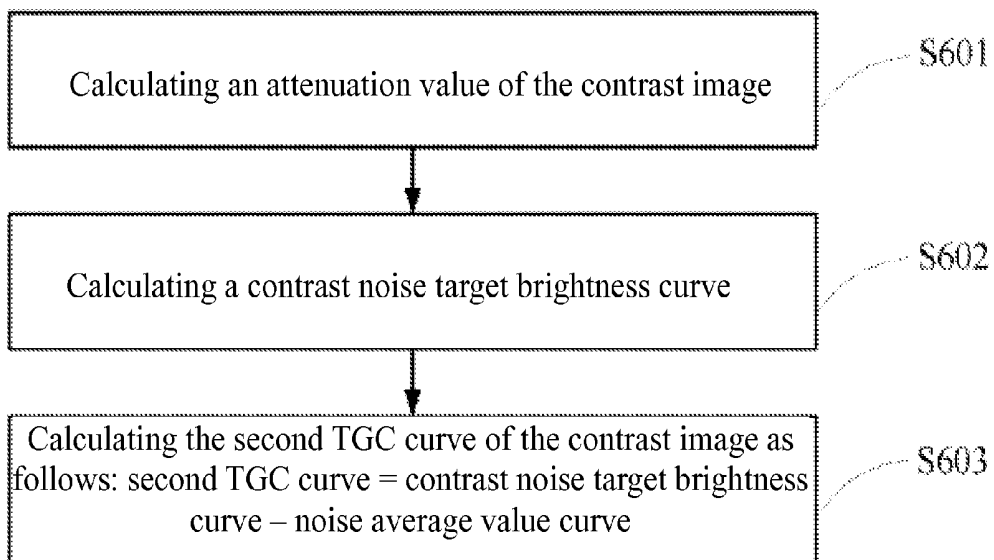 Calculating an attenuation value of the contrast image
S601
Calculating a contrast noise target brightness curve
S602
Calculating the second TGC curve of the contrast image as
follows: second TGC curve = contrast noise target brightness
curve – noise average value curve
S603